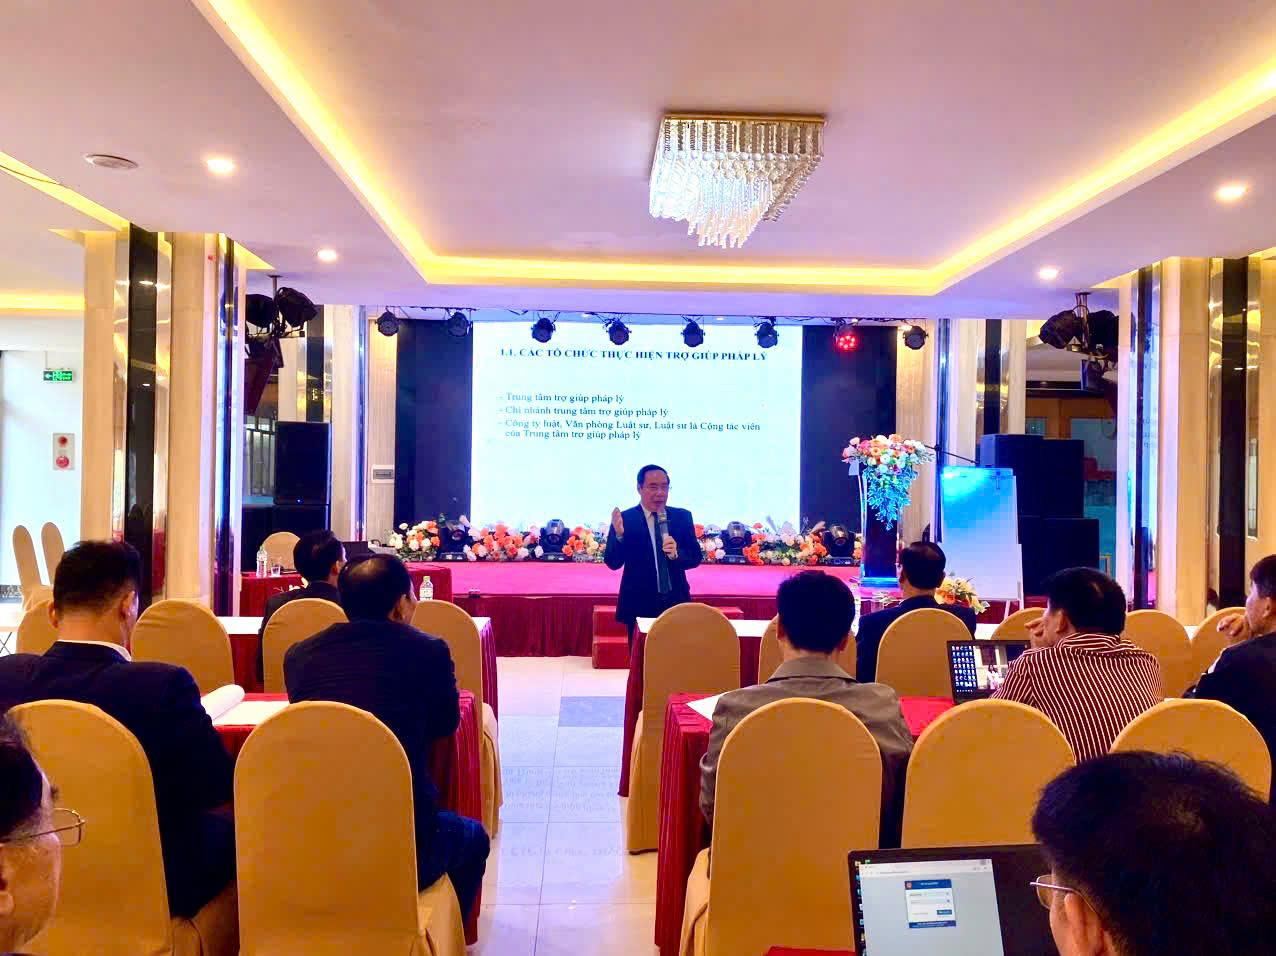 1.1. CÁC TỔ CHỨC THỰC HIỆN TRỢ GIÚP PHÁP LÝ
- Trung tâm trợ giúp pháp lý
- Chi nhánh trung tâm trợ giúp pháp lý
- Công ty luật, Văn phòng Luật sư, Luật sư là Cộng tác viên
của Trung tâm trợ giúp pháp lý